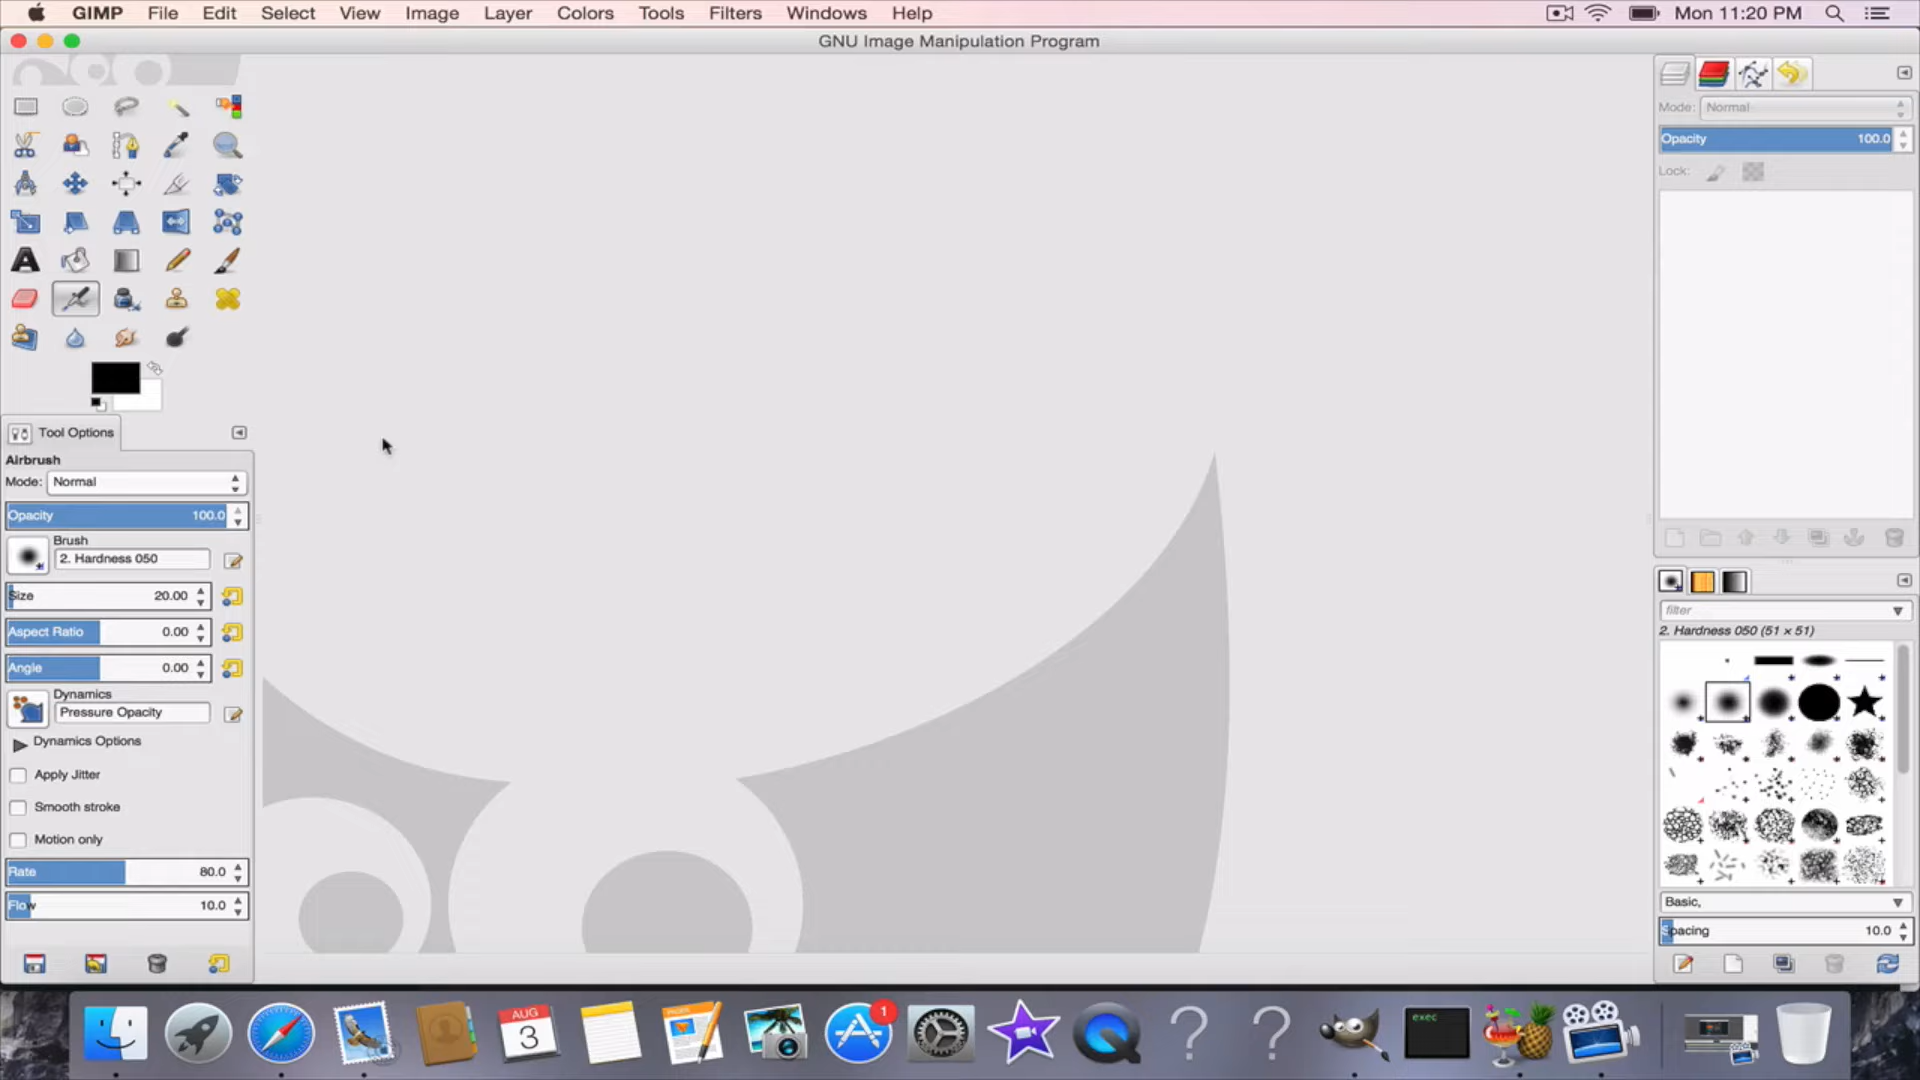 GIMP File Edit Select View Image Layer Colors Tools Filters Windows Help Mon 11:20 PM
GNU Image Manipulation Program
Mode: Normal
Opacity 100.0
Lock:
Tool Options
Airbrush
Mode: Normal
Opacity 100.0
Brush
2. Hardness 050
Size 20.00
Aspect Ratio 0.00
Angle 0.00
Dynamics
Pressure Opacity
Dynamics Options
Apply Jitter
Smooth stroke
Motion only
Rate 80.0
Flow 10.0
filter
2. Hardness 050 (51 × 51)
Basic,
Spacing 10.0
AUG
3
PAGES
1
? ?
exec